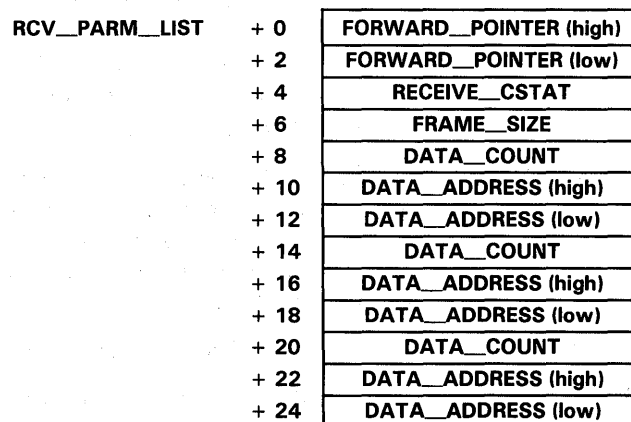 RCV__PARM__LIST + 0 FORWARD__POINTER (high)
+ 2 FORWARD__POINTER (low)
+ 4 RECEIVE__CSTAT
+ 6 FRAME__SIZE
+ 8 DATA__COUNT
+ 10 DATA__ADDRESS (high)
+ 12 DATA__ADDRESS (low)
+ 14 DATA__COUNT
+ 16 DATA__ADDRESS (high)
+ 18 DATA__ADDRESS (low)
+ 20 DATA__COUNT
+ 22 DATA__ADDRESS (high)
+ 24 DATA__ADDRESS (low)